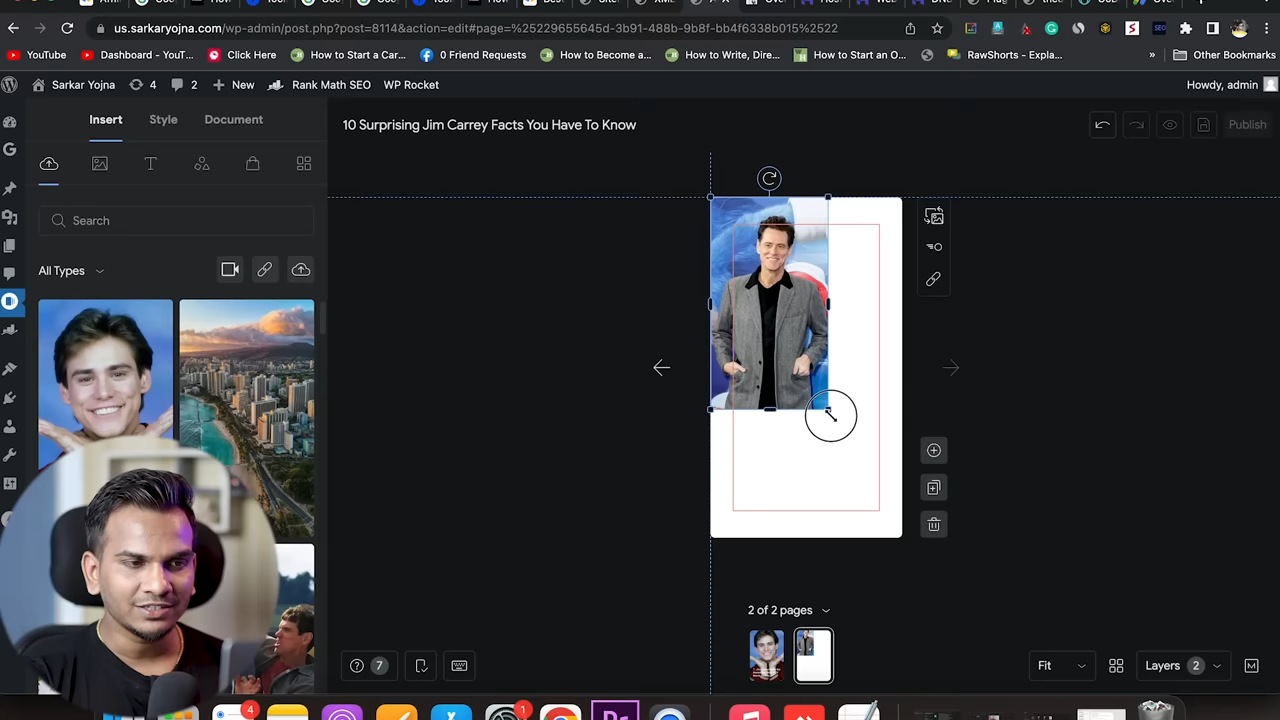 us.sarkaryojna.com/wp-admin/post.php?post=8114&action=edit#page=%25229655645d-3b91-488b-9b8f-bb4f6338b015%2522
YouTube
Dashboard - YouT...
Click Here
How to Start a Car...
0 Friend Requests
How to Become a...
How to Write, Dire...
How to Start an O...
RawShorts - Expla...
»
Other Bookmarks
Sarkar Yojna
4
2
New
Rank Math SEO
WP Rocket
Howdy, admin
Insert
Style
Document
10 Surprising Jim Carrey Facts You Have To Know
Publish
Search
All Types
2 of 2 pages
7
Fit
Layers
2
4
1
Pr